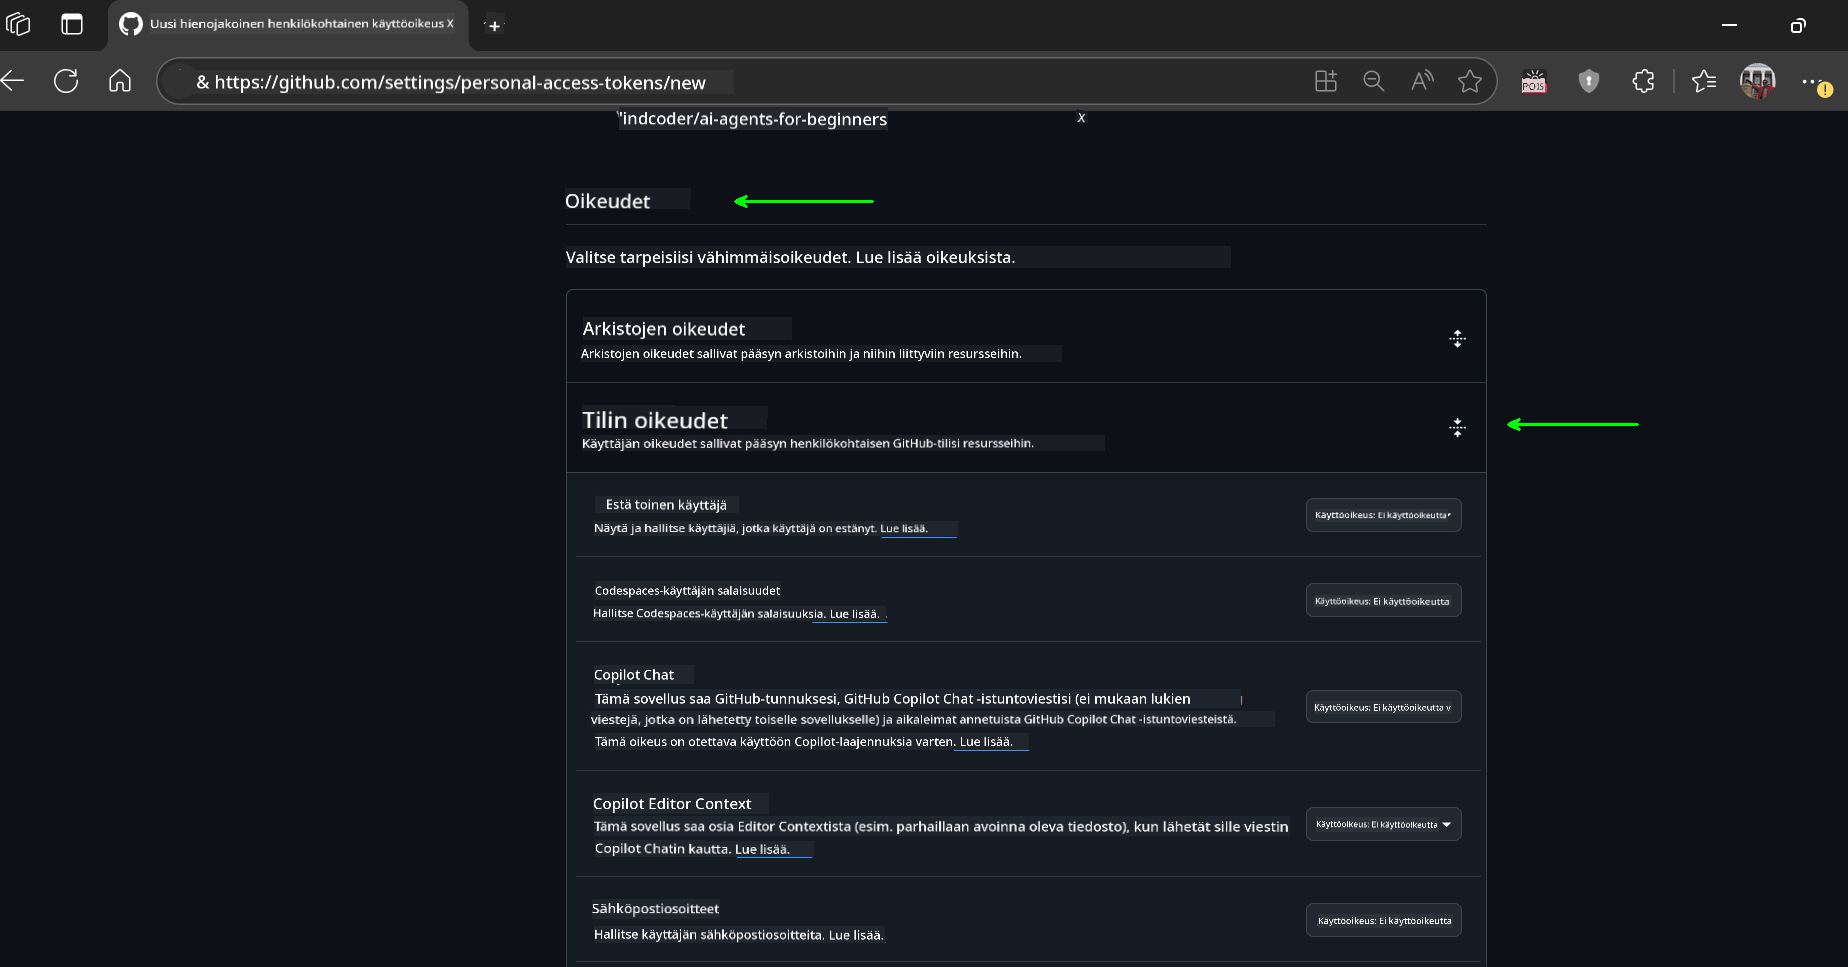 Uusi hienojakoinen henkilökohtainen käyttöoikeus X
+
& https://github.com/settings/personal-access-tokens/new
POIS
'indcoder/ai-agents-for-beginners
X
Oikeudet
Valitse tarpeisiisi vähimmäisoikeudet. Lue lisää oikeuksista.
Arkistojen oikeudet
Arkistojen oikeudet sallivat pääsyn arkistoihin ja niihin liittyviin resursseihin.
Tilin oikeudet
Käyttäjän oikeudet sallivat pääsyn henkilökohtaisen GitHub-tilisi resursseihin.
Estä toinen käyttäjä
Käyttöoikeus: Ei käyttöoikeutta
Näytä ja hallitse käyttäjiä, jotka käyttäjä on estänyt. Lue lisää.
Codespaces-käyttäjän salaisuudet
Käyttöoikeus: Ei käyttöoikeutta
Hallitse Codespaces-käyttäjän salaisuuksia. Lue lisää.
Copilot Chat
Tämä sovellus saa GitHub-tunnuksesi, GitHub Copilot Chat -istuntoviestisi (ei mukaan lukien
Käyttöoikeus: Ei käyttöoikeutta v
viestejä, jotka on lähetetty toiselle sovellukselle) ja aikaleimat annetuista GitHub Copilot Chat -istuntoviesteistä.
Tämä oikeus on otettava käyttöön Copilot-laajennuksia varten. Lue lisää.
Copilot Editor Context
Tämä sovellus saa osia Editor Contextista (esim. parhaillaan avoinna oleva tiedosto), kun lähetät sille viestin
Käyttöoikeus: Ei käyttöoikeutta
Copilot Chatin kautta. Lue lisää.
Sähköpostiosoitteet
Käyttöoikeus: Ei käyttöoikeutta
Hallitse käyttäjän sähköpostiosoitteita. Lue lisää.